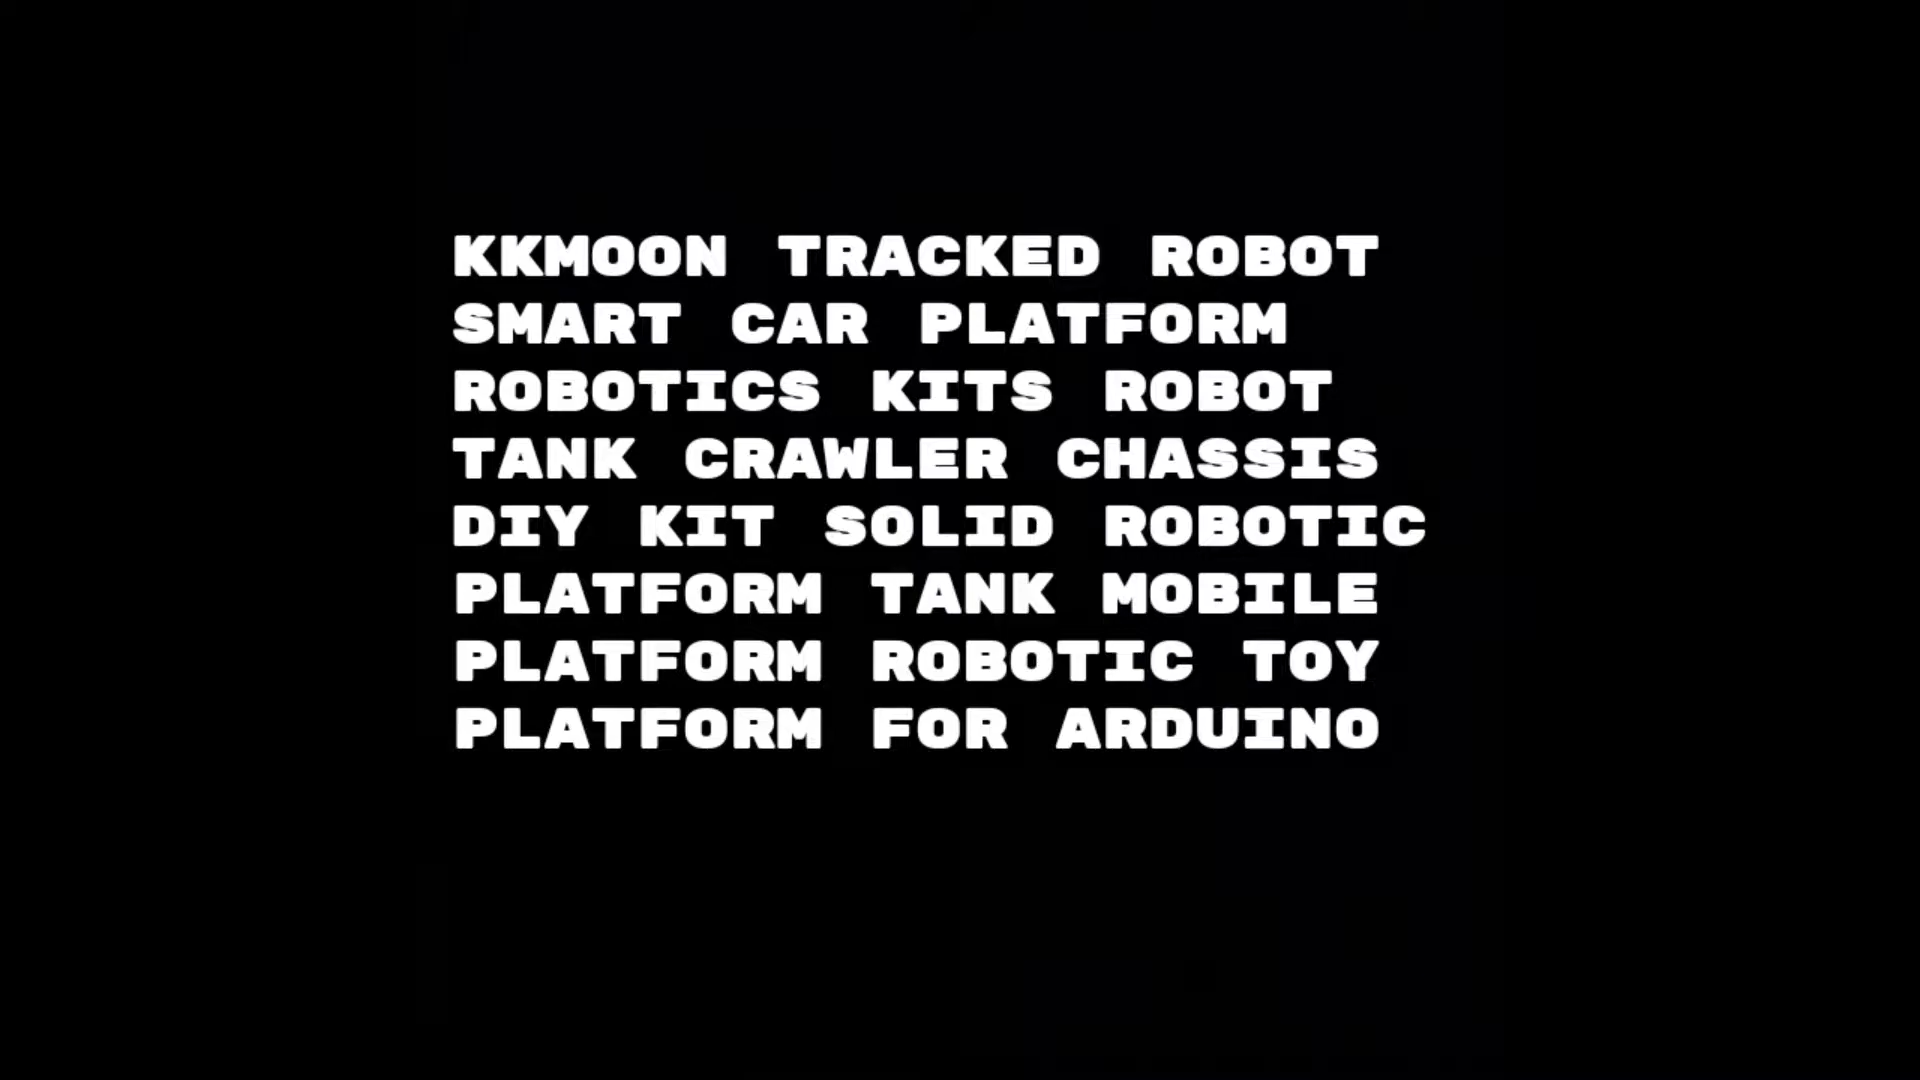 KKMOON TRACKED ROBOT
SMART CAR PLATFORM
ROBOTICS KITS ROBOT
TANK CRAWLER CHASSIS
DIY KIT SOLID ROBOTIC
PLATFORM TANK MOBILE
PLATFORM ROBOTIC TOY
PLATFORM FOR ARDUINO